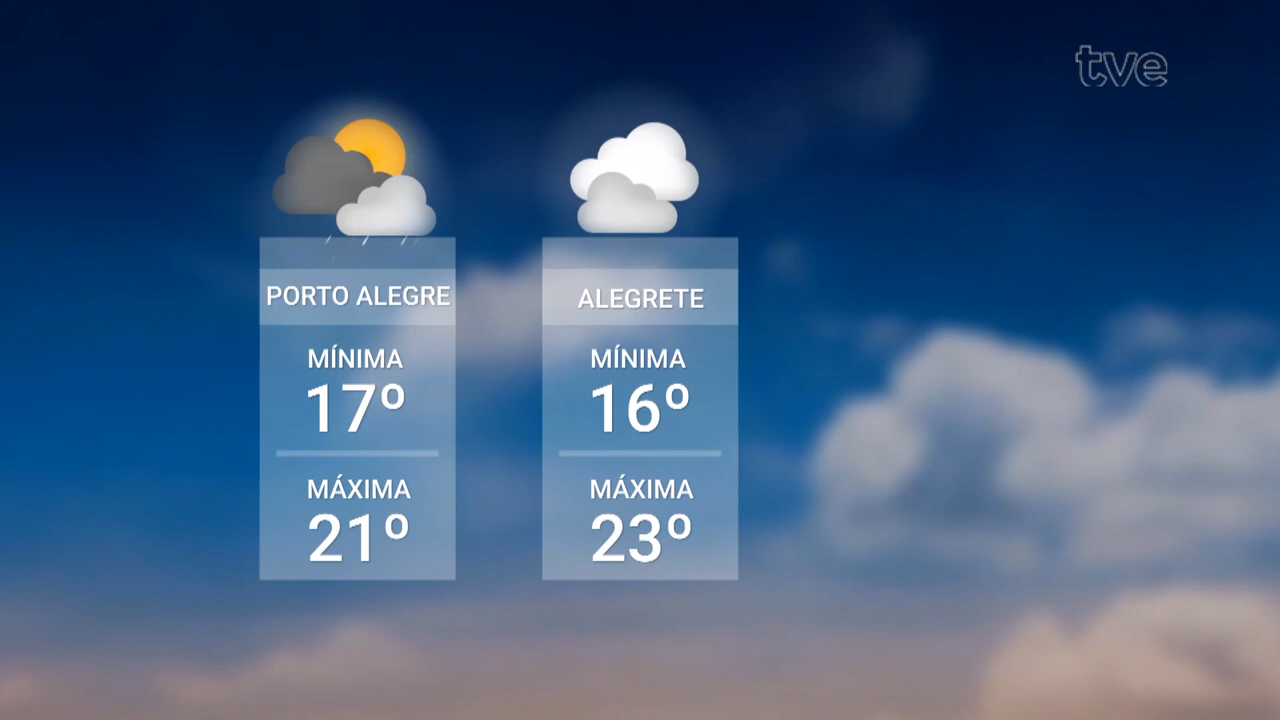 tve
PORTO ALEGRE
MÍNIMA
17º
MÁXIMA
21º
ALEGRETE
MÍNIMA
16º
MÁXIMA
23º